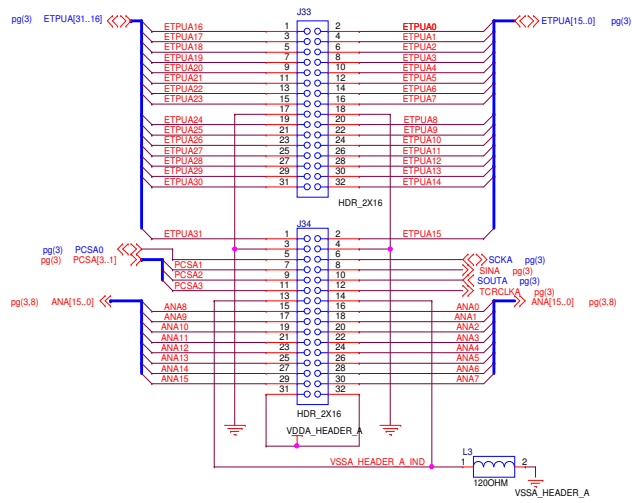 J33
pg(3) ETPUA[31..16] ETPUA[15..0] pg(3)
ETPUA16 1 2 ETPUA0
ETPUA17 3 4 ETPUA1
ETPUA18 5 6 ETPUA2
ETPUA19 7 8 ETPUA3
ETPUA20 9 10 ETPUA4
ETPUA21 11 12 ETPUA5
ETPUA22 13 14 ETPUA6
ETPUA23 15 16 ETPUA7
17 18
ETPUA24 19 20 ETPUA8
ETPUA25 21 22 ETPUA9
ETPUA26 23 24 ETPUA10
ETPUA27 25 26 ETPUA11
ETPUA28 27 28 ETPUA12
ETPUA29 29 30 ETPUA13
ETPUA30 31 32 ETPUA14
HDR_2X16
J34
ETPUA31 1 2 ETPUA15
pg(3) PCSA0 3 4
pg(3) PCSA[3..1] 5 6 SCKA pg(3)
PCSA1 7 8 SINA pg(3)
PCSA2 9 10 SOUTA pg(3)
PCSA3 11 12 TCRCLKA pg(3)
pg(3,8) ANA[15..0] 13 14 ANA[15..0] pg(3,8)
ANA8 15 16 ANA0
ANA9 17 18 ANA1
ANA10 19 20 ANA2
ANA11 21 22 ANA3
ANA12 23 24 ANA4
ANA13 25 26 ANA5
ANA14 27 28 ANA6
ANA15 29 30 ANA7
31 32
HDR_2X16
VDDA_HEADER_A
L3
VSSA_HEADER_A_IND 1 2
120OHM
VSSA_HEADER_A